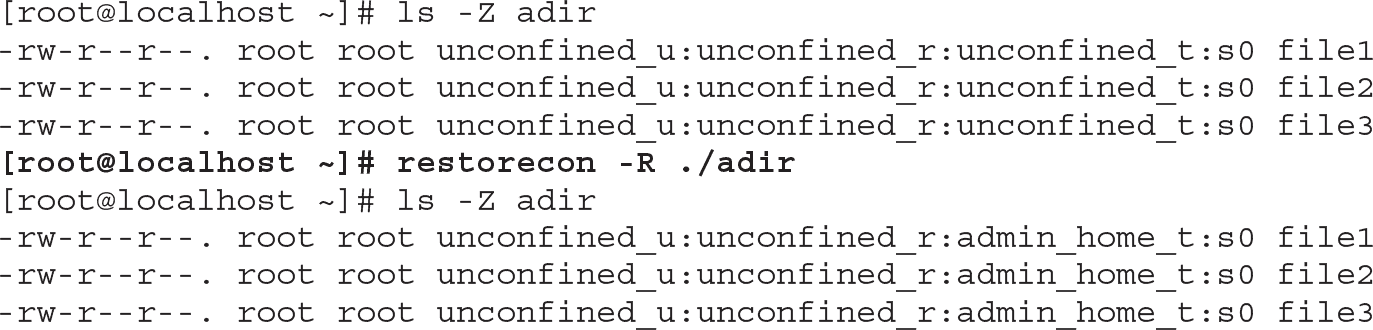 [root@localhost ~]# ls -Z adir
-rw-r--r--. root root unconfined_u:unconfined_r:unconfined_t:s0 file1
-rw-r--r--. root root unconfined_u:unconfined_r:unconfined_t:s0 file2
-rw-r--r--. root root unconfined_u:unconfined_r:unconfined_t:s0 file3
[root@localhost ~]# restorecon -R ./adir
[root@localhost ~]# ls -Z adir
-rw-r--r--. root root unconfined_u:unconfined_r:admin_home_t:s0 file1
-rw-r--r--. root root unconfined_u:unconfined_r:admin_home_t:s0 file2
-rw-r--r--. root root unconfined_u:unconfined_r:admin_home_t:s0 file3